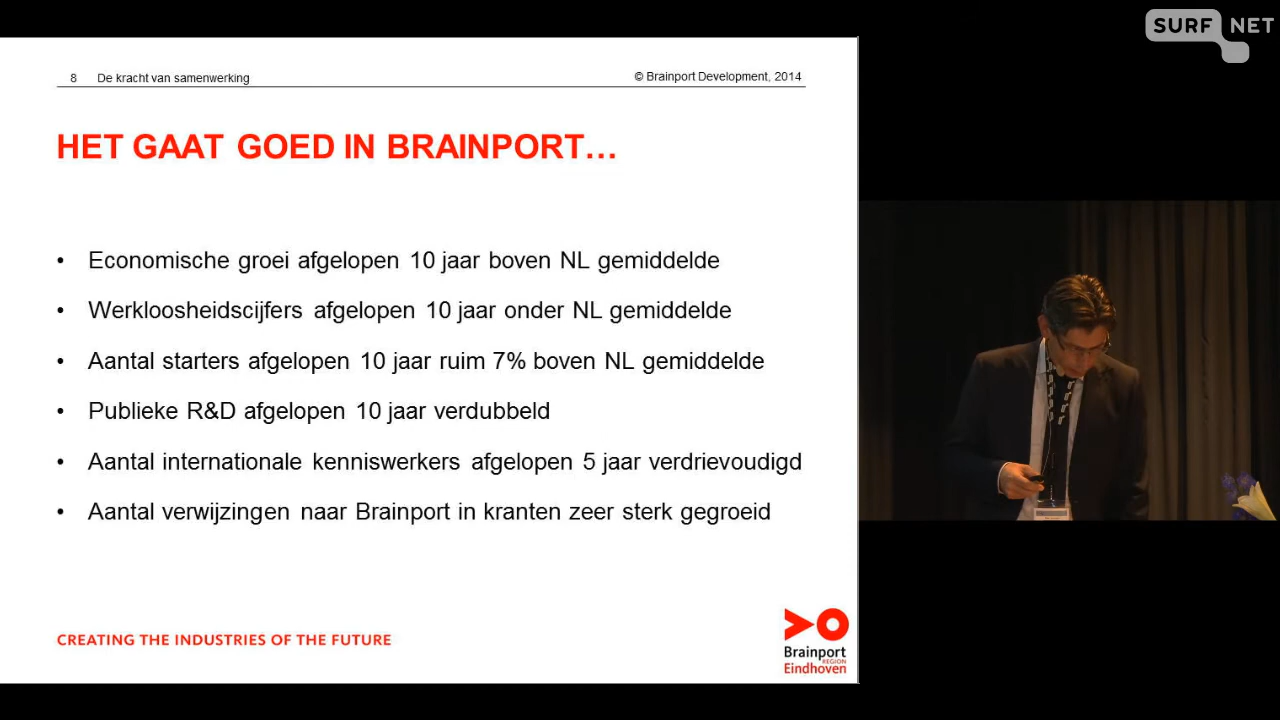 SURF NET
8 De kracht van samenwerking © Brainport Development, 2014
HET GAAT GOED IN BRAINPORT…
• Economische groei afgelopen 10 jaar boven NL gemiddelde
• Werkloosheidscijfers afgelopen 10 jaar onder NL gemiddelde
• Aantal starters afgelopen 10 jaar ruim 7% boven NL gemiddelde
• Publieke R&D afgelopen 10 jaar verdubbeld
• Aantal internationale kenniswerkers afgelopen 5 jaar verdrievoudigd
• Aantal verwijzingen naar Brainport in kranten zeer sterk gegroeid
CREATING THE INDUSTRIES OF THE FUTURE
Brainport
REGION
Eindhoven